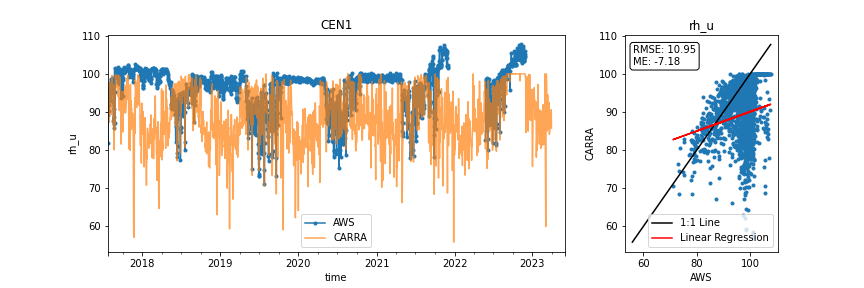 CEN1
rh_u
110
100
90
80
70
60
rh_u
2018
2019
2020
2021
2022
2023
time
AWS
CARRA
110
100
90
80
70
60
CARRA
60
80
100
AWS
RMSE: 10.95
ME: -7.18
1:1 Line
Linear Regression